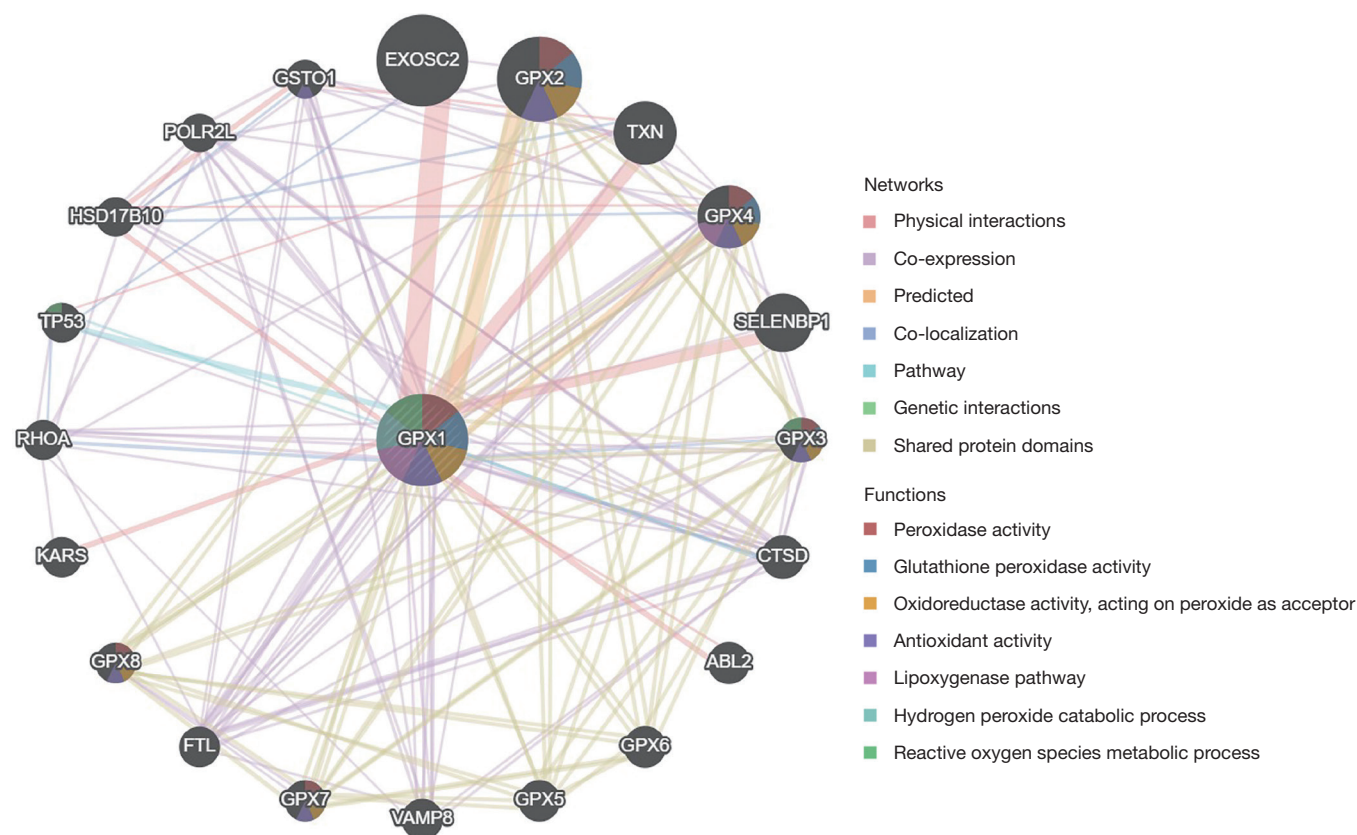 EXOSC2
GPX2
GSTO1
TXN
POLR2L
GPX4
HSD17B10
SELENBP1
TP53
GPX1
RHOA
GPX3
KARS
CTSD
GPX8
ABL2
FTL
GPX6
GPX7
GPX5
VAMP8
Networks
Physical interactions
Co-expression
Predicted
Co-localization
Pathway
Genetic interactions
Shared protein domains
Functions
Peroxidase activity
Glutathione peroxidase activity
Oxidoreductase activity, acting on peroxide as acceptor
Antioxidant activity
Lipoxygenase pathway
Hydrogen peroxide catabolic process
Reactive oxygen species metabolic process